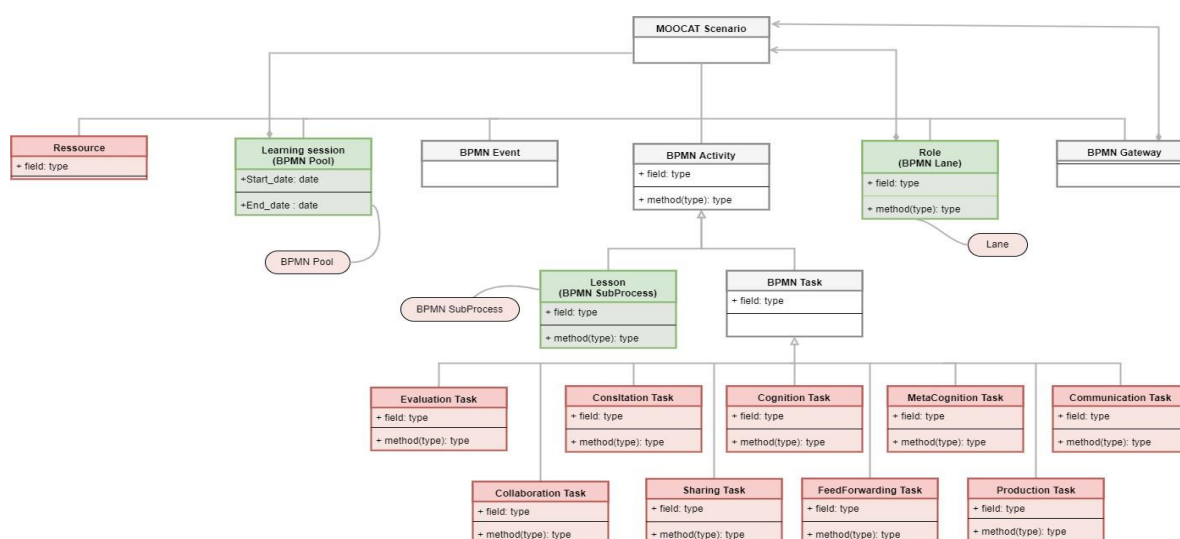 MOOCAT Scenario
Ressource
+ field: type
Learning session
(BPMN Pool)
+Start_date: date
+End_date : date
BPMN Event
BPMN Activity
+ field: type
+ method(type): type
Role
(BPMN Lane)
+ field: type
+ method(type): type
BPMN Gateway
BPMN Pool
Lane
BPMN SubProcess
Lesson
(BPMN SubProcess)
+ field: type
+ method(type): type
BPMN Task
+ field: type
Evaluation Task
+ field: type
+ method(type): type
Consltation Task
+ field: type
+ method(type): type
Cognition Task
+ field: type
+ method(type): type
MetaCognition Task
+ field: type
+ method(type): type
Communication Task
+ field: type
+ method(type): type
Collaboration Task
+ field: type
+ method(type): type
Sharing Task
+ field: type
+ method(type): type
FeedForwarding Task
+ field: type
+ method(type): type
Production Task
+ field: type
+ method(type): type